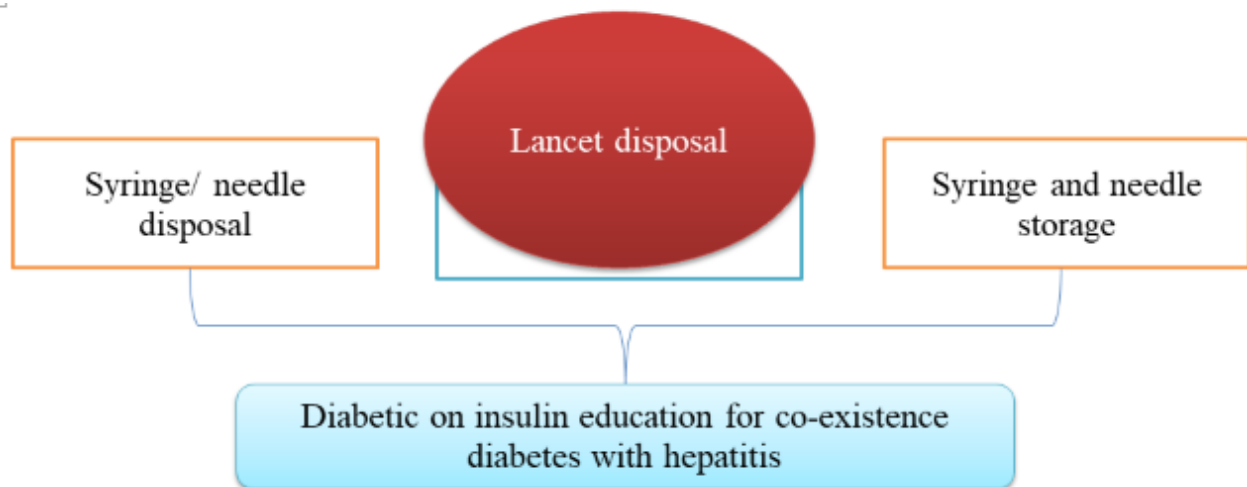 Lancet disposal
Syringe/ needle
disposal
Syringe and needle
storage
Diabetic on insulin education for co-existence
diabetes with hepatitis